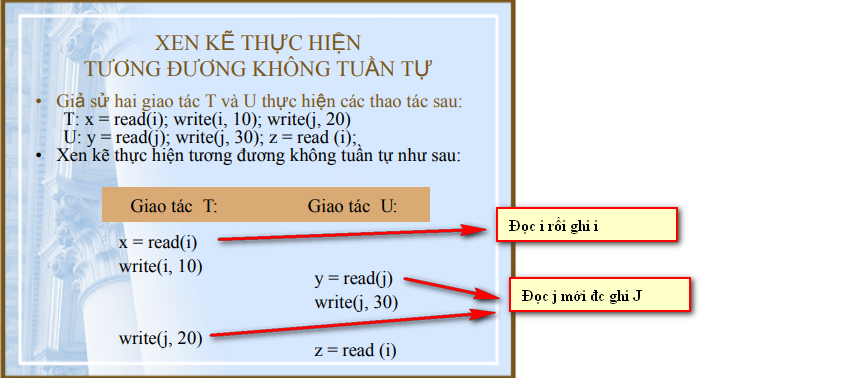 XEN KẼ THỰC HIỆN
TƯƠNG ĐƯƠNG KHÔNG TUẦN TỰ
• Giả sử hai giao tác T và U thực hiện các thao tác sau:
T: x = read(i); write(i, 10); write(j, 20)
U: y = read(j); write(j, 30); z = read (i);
• Xen kẽ thực hiện tương đương không tuần tự như sau:
Giao tác T: Giao tác U:
x = read(i)
write(i, 10)
y = read(j)
write(j, 30)
write(j, 20)
z = read (i)
Đọc i rồi ghi i
Đọc j mới đc ghi J